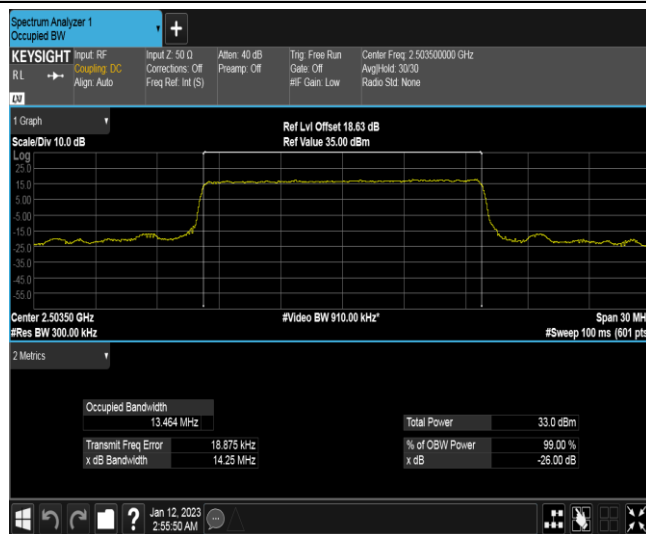 Spectrum Analyzer 1
Occupied BW
+
KEYSIGHT
RL
LXI
Input: RF
Coupling: DC
Align: Auto
Input Z: 50 Ω
Corrections: Off
Freq Ref: Int (S)
Atten: 40 dB
Preamp: Off
Trig: Free Run
Gate: Off
#IF Gain: Low
Center Freq: 2.503500000 GHz
Avg|Hold: 30/30
Radio Std: None
1 Graph
Scale/Div 10.0 dB
Ref Lvl Offset 18.63 dB
Ref Value 35.00 dBm
Log
25.0
15.0
5.00
-5.00
-15.0
-25.0
-35.0
-45.0
-55.0
Center 2.50350 GHz
#Video BW 910.00 kHz*
Span 30 MH
#Res BW 300.00 kHz
#Sweep 100 ms (601 pts
2 Metrics
Occupied Bandwidth
13.464 MHz
Total Power 33.0 dBm
Transmit Freq Error 18.875 kHz
% of OBW Power 99.00 %
x dB Bandwidth 14.25 MHz
x dB -26.00 dB
?
Jan 12, 2023
2:55:50 AM